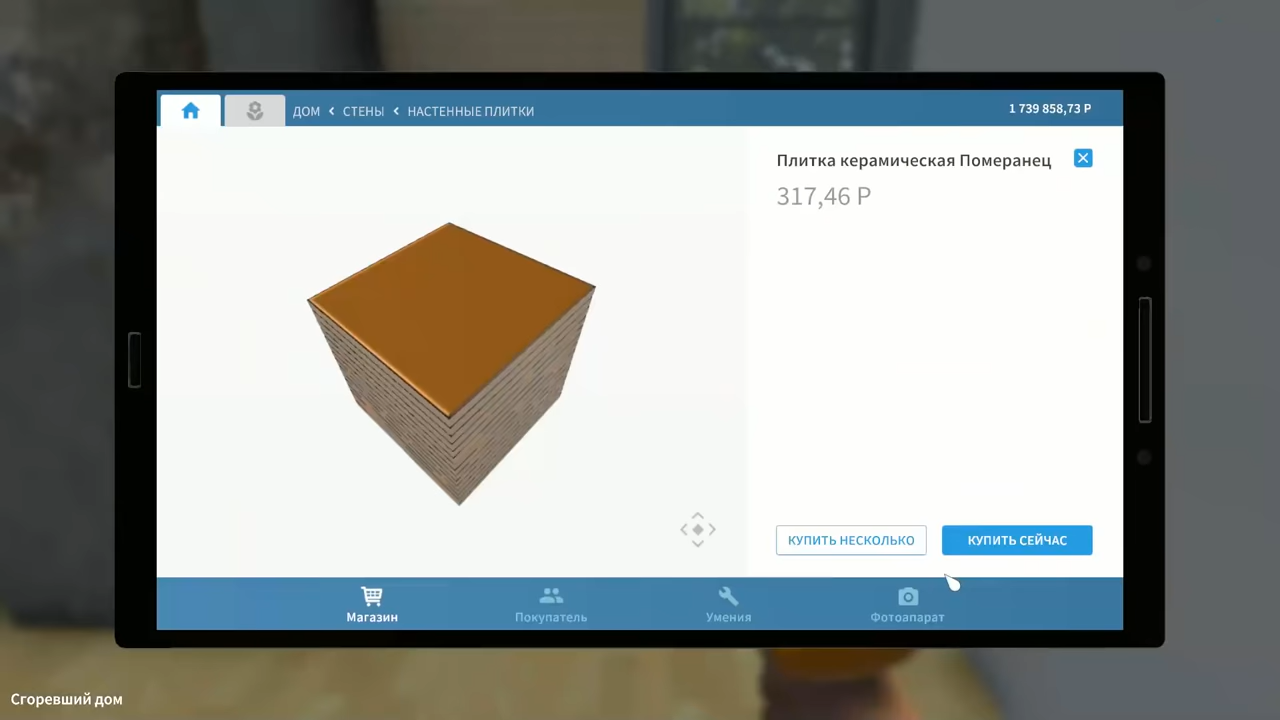 ДОМ < СТЕНЫ < НАСТЕННЫЕ ПЛИТКИ
1 739 858,73 Р
Плитка керамическая Померанец
317,46 Р
КУПИТЬ НЕСКОЛЬКО
КУПИТЬ СЕЙЧАС
Магазин
Покупатель
Умения
Фотоаппарат
Сгоревший дом